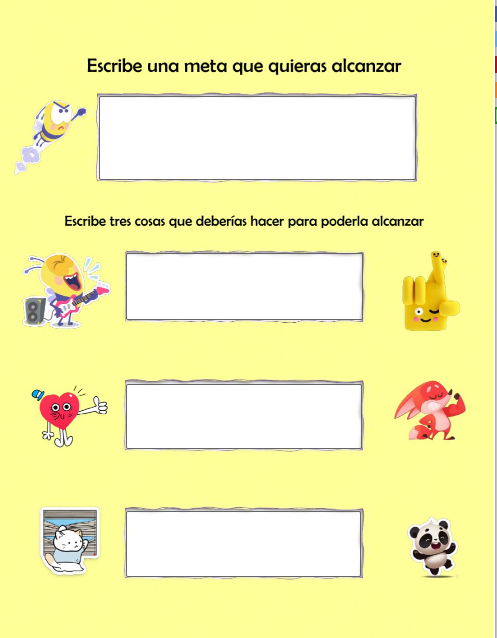 Escribe una meta que quieras alcanzar
Escribe tres cosas que deberías hacer para poderla alcanzar